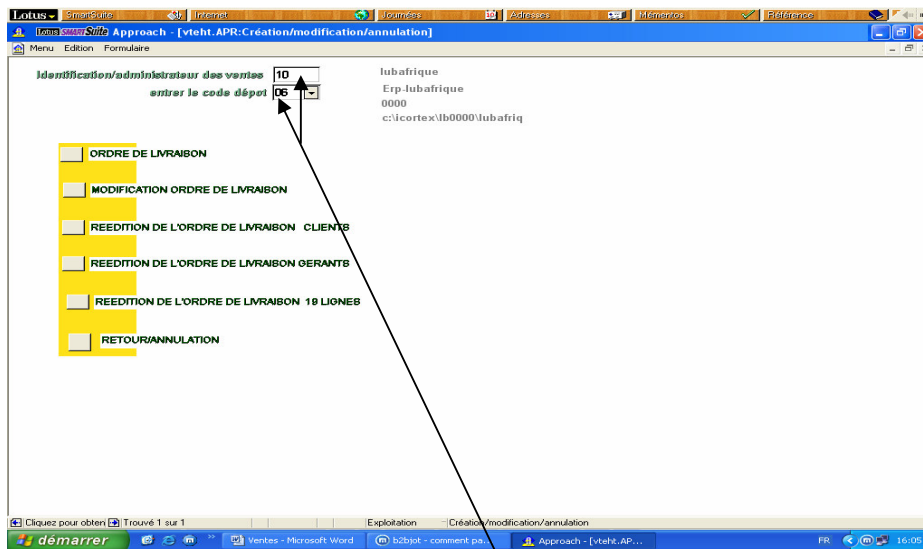 Lotus SmartSuite Internet Journées Adresses Mémentos Référence
Lotus SMARTSuite Approach - [vteht.APR:Création/modification/annulation]
Menu Edition Formulaire
Identification/administrateur des ventes 10 lubafrique
entrer le code dépot 06 Erp-lubafrique
0000
c:\icortex\lb0000\lubafriq
ORDRE DE LIVRAISON
MODIFICATION ORDRE DE LIVRAISON
REEDITION DE L'ORDRE DE LIVRAISON CLIENTS
REEDITION DE L'ORDRE DE LIVRAISON GERANTS
REEDITION DE L'ORDRE DE LIVRAISON 19 LIGNES
RETOUR/ANNULATION
Cliquez pour obten Trouvé 1 sur 1 Exploitation Création/modification/annulation
démarrer Ventes - Microsoft Word b2bjot - comment pa... Approach - [vteht.AP... FR 16:05